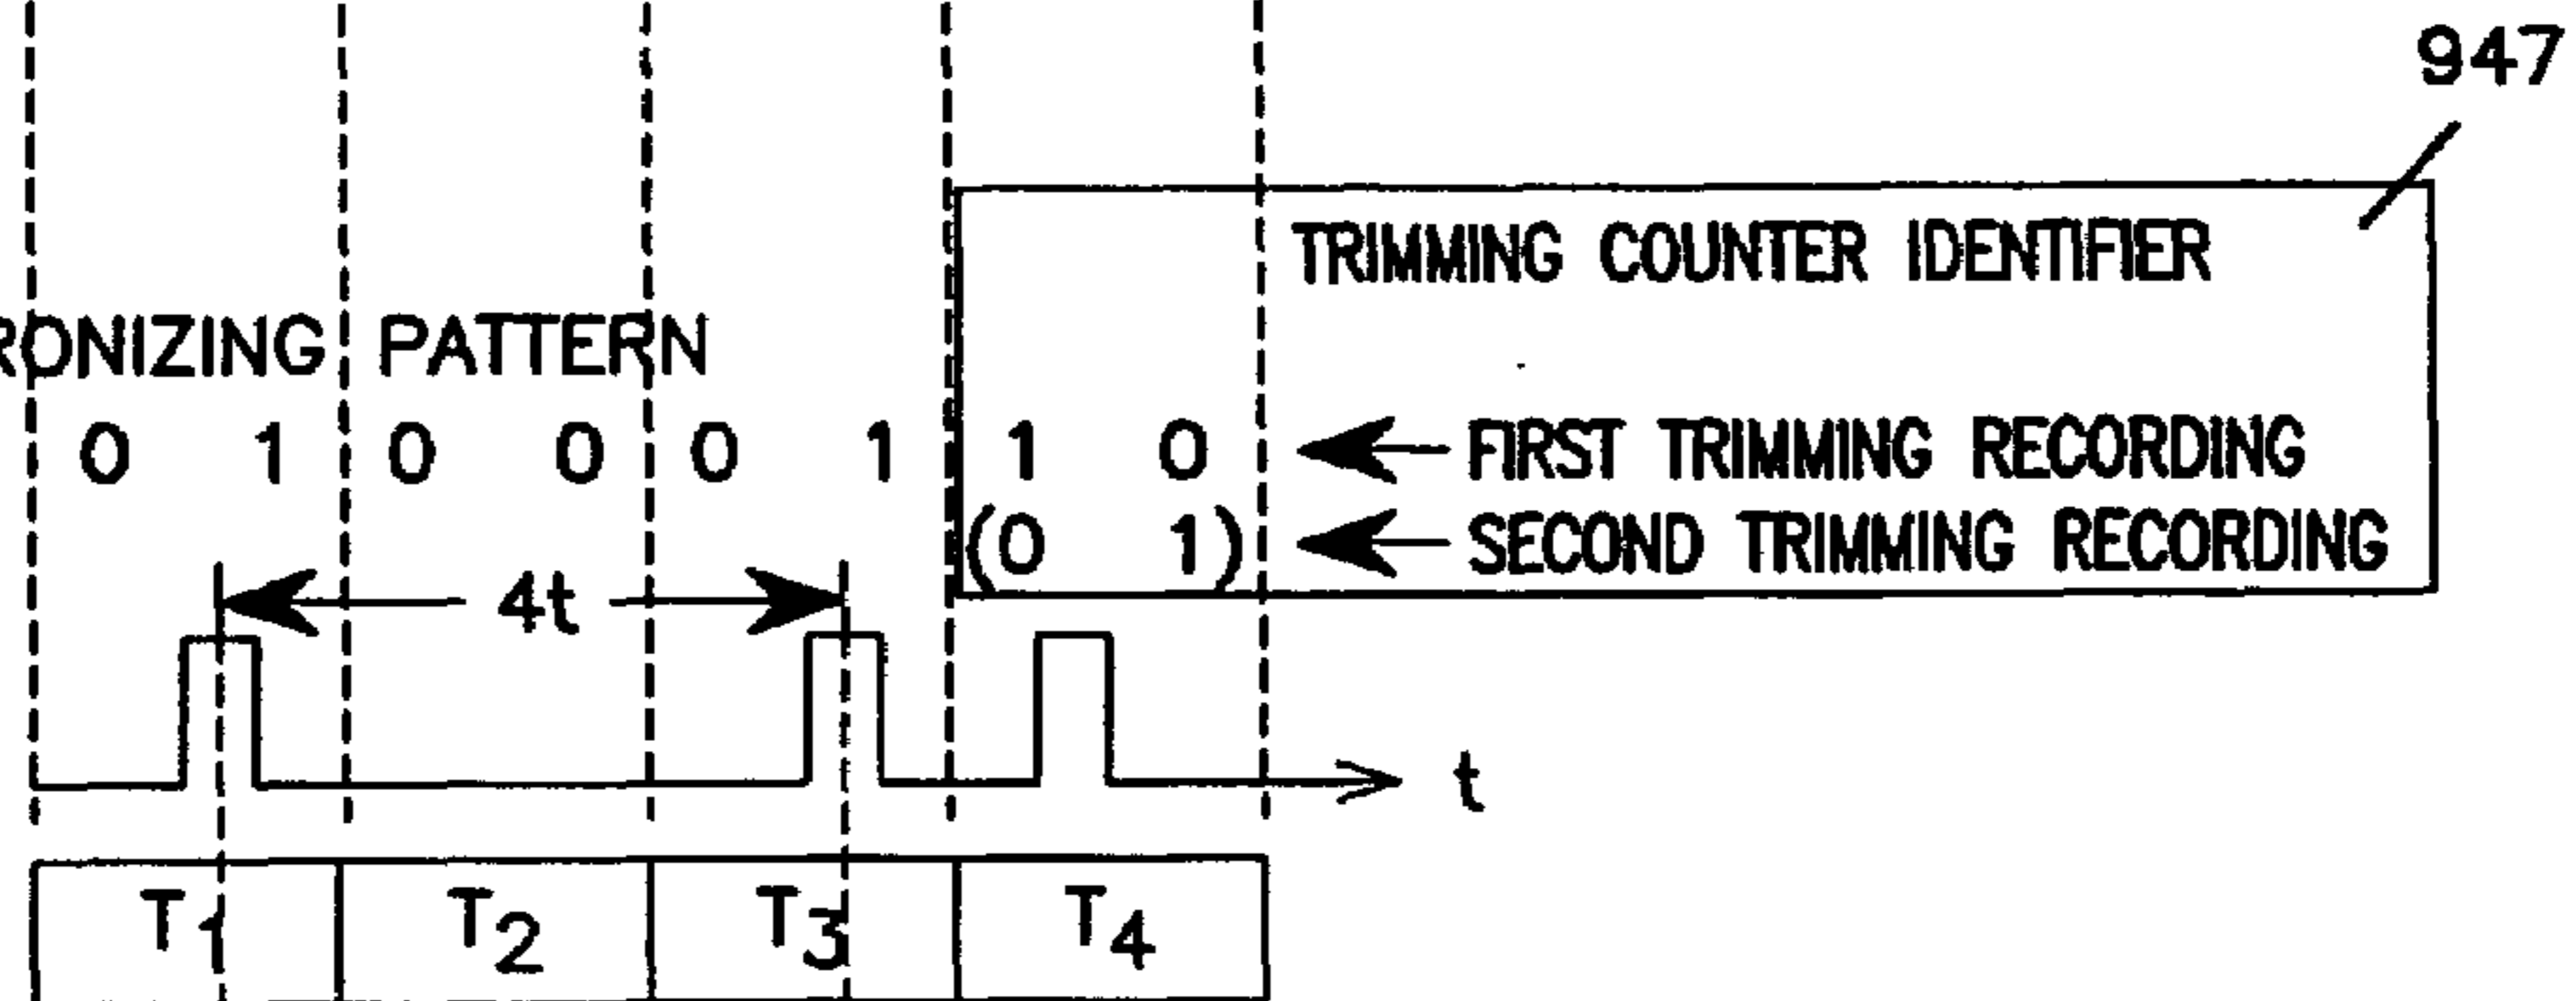 947
TRIMMING COUNTER IDENTIFIER
RONIZING PATTERN
0 1 0 0 0 1 1 0 FIRST TRIMMING RECORDING
(0 1) SECOND TRIMMING RECORDING
4t
t
T1 T2 T3 T4